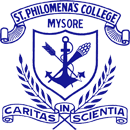 ST. PHILOMENA'S COLLEGE
MYSORE
CARITAS IN SCIENTIA